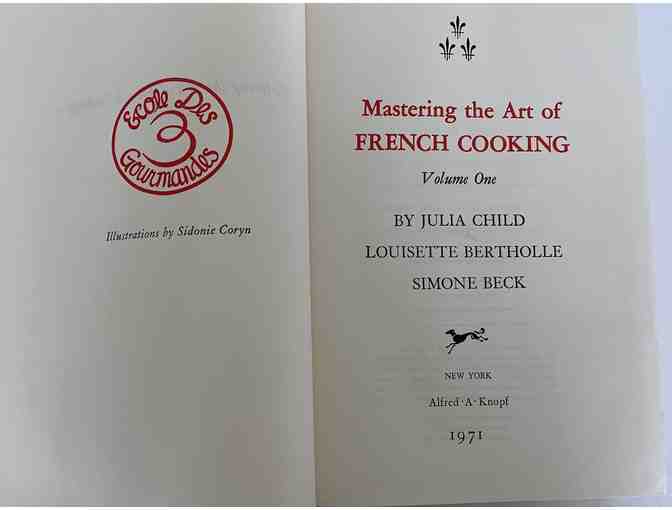 Ecole Des
3
Gourmandes
Illustrations by Sidonie Coryn
Mastering the Art of
FRENCH COOKING
Volume One
BY JULIA CHILD
LOUISETTE BERTHOLLE
SIMONE BECK
NEW YORK
Alfred · A · Knopf
1971